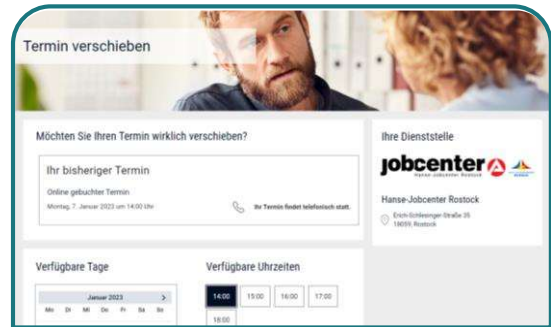 Termin verschieben
Möchten Sie Ihren Termin wirklich verschieben?
Ihr bisheriger Termin
Online gebuchter Termin
Montag, 7. Januar 2023 um 14:00 Uhr
Ihr Termin findet telefonisch statt.
Ihre Dienststelle
jobcenter
Hanse-Jobcenter Rostock
Hanse-Jobcenter Rostock
Erich-Schlesinger-Straße 35
18059, Rostock
Verfügbare Tage
Januar 2023 >
Mo Di Mi Do Fr Sa So
Verfügbare Uhrzeiten
14:00 15:00 16:00 17:00
18:00